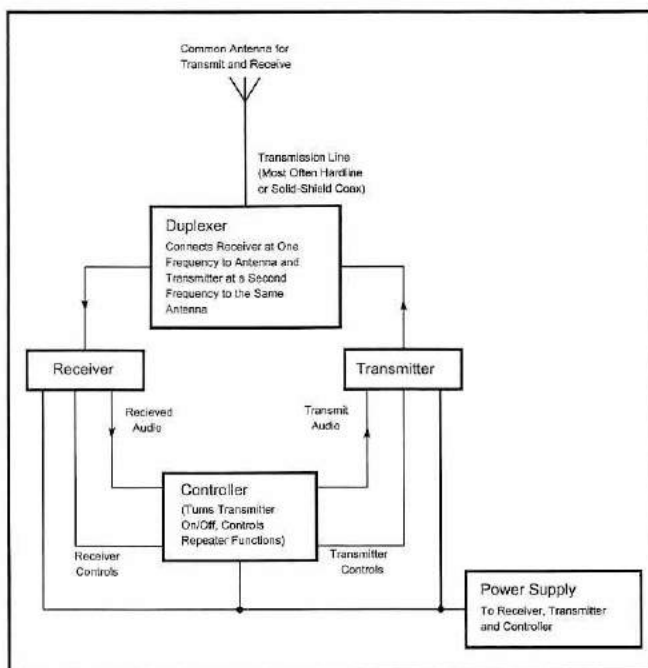 Common Antenna for
Transmit and Receive
Transmission Line
(Most Often Hardline
or Solid-Shield Coax)
Duplexer
Connects Receiver at One
Frequency to Antenna and
Transmitter at a Second
Frequency to the Same
Antenna
Receiver
Transmitter
Recieved
Audio
Transmit
Audio
Controller
(Turns Transmitter
On/Off, Controls
Repeater Functions)
Receiver
Controls
Transmitter
Controls
Power Supply
To Receiver, Transmitter
and Controller